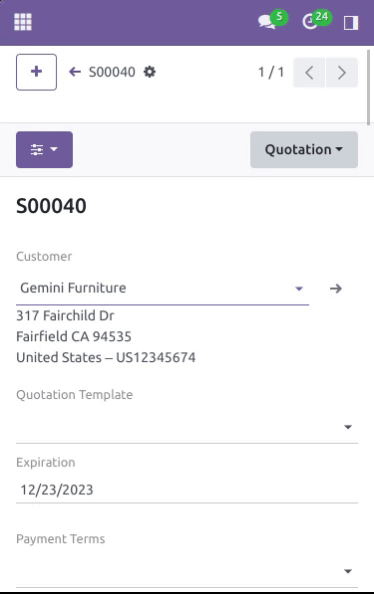 5
24
S00040
1 / 1
Quotation
S00040
Customer
Gemini Furniture
317 Fairchild Dr
Fairfield CA 94535
United States – US12345674
Quotation Template
Expiration
12/23/2023
Payment Terms